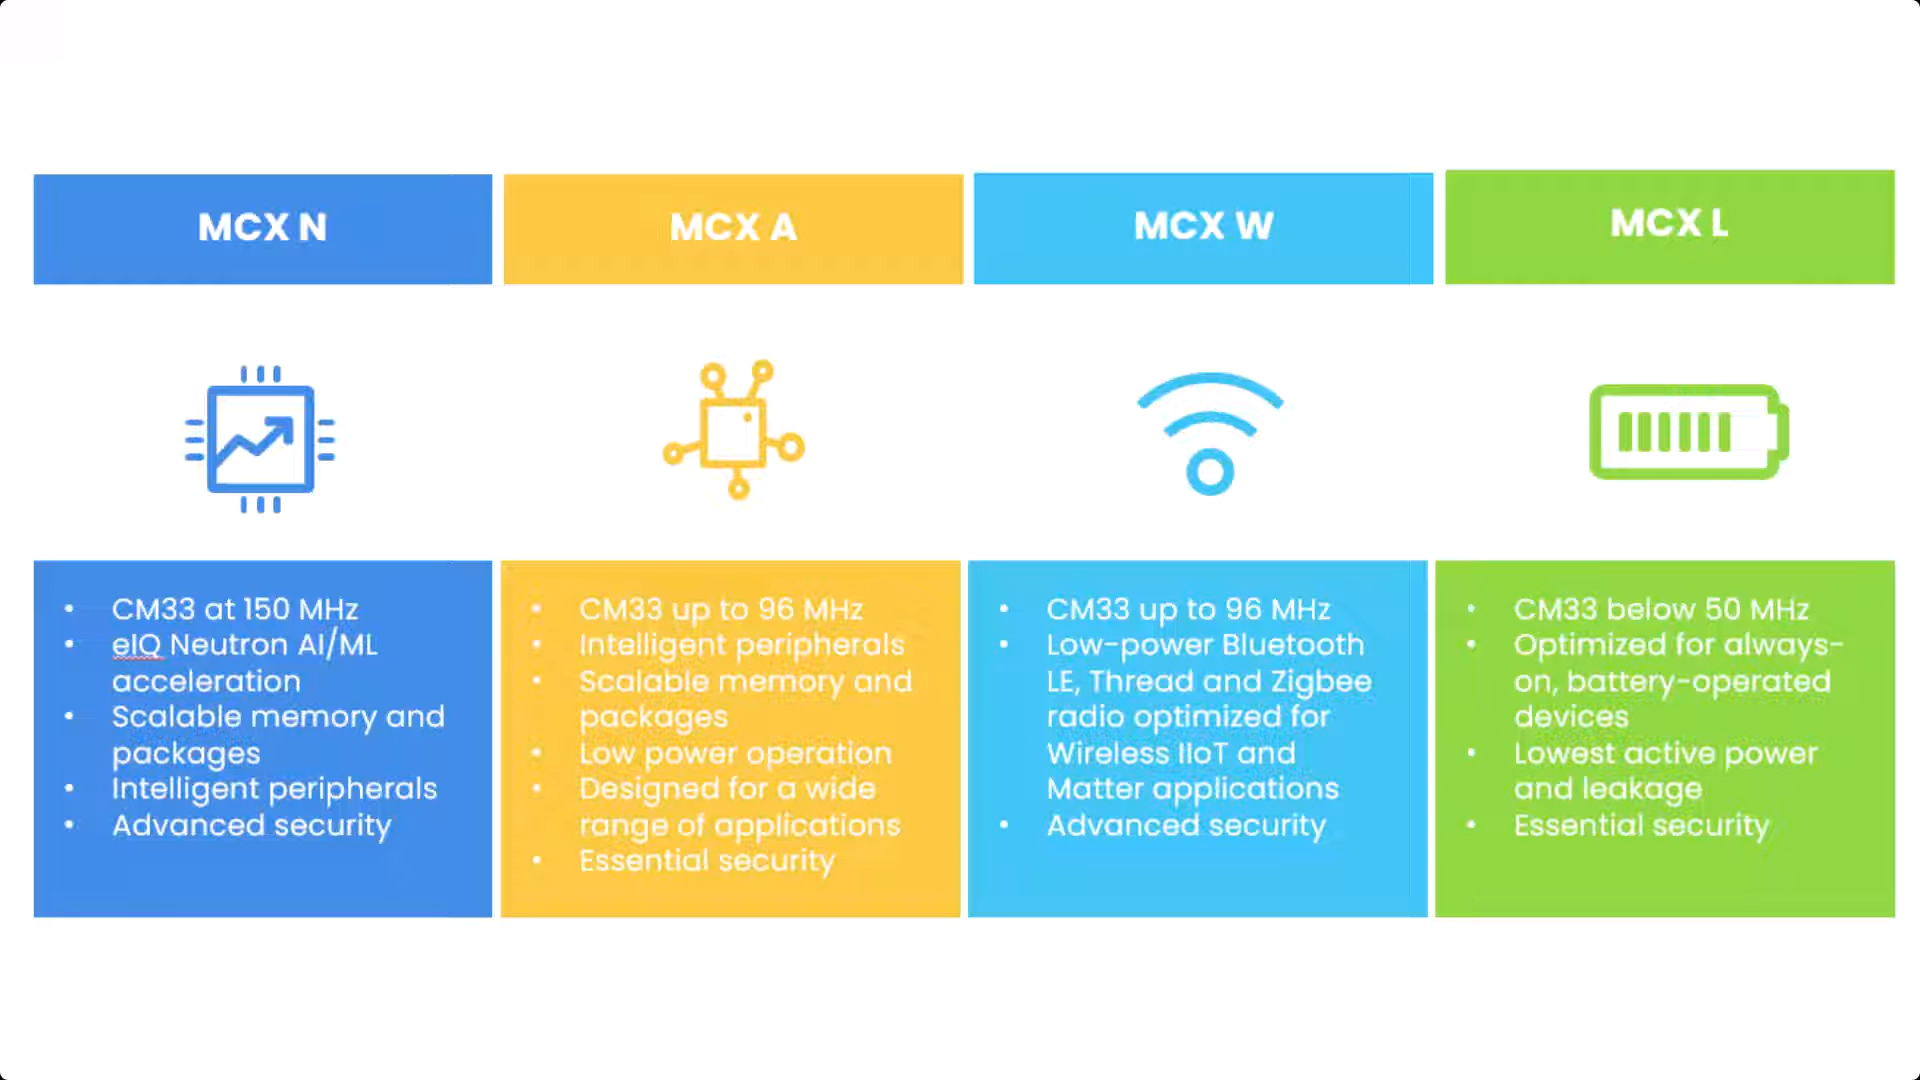 MCX N
MCX A
MCX W
MCX L
• CM33 at 150 MHz
• eIQ Neutron AI/ML
acceleration
• Scalable memory and
packages
• Intelligent peripherals
• Advanced security
• CM33 up to 96 MHz
• Intelligent peripherals
• Scalable memory and
packages
• Low power operation
• Designed for a wide
range of applications
• Essential security
• CM33 up to 96 MHz
• Low-power Bluetooth
LE, Thread and Zigbee
radio optimized for
Wireless IIoT and
Matter applications
• Advanced security
• CM33 below 50 MHz
• Optimized for always-
on, battery-operated
devices
• Lowest active power
and leakage
• Essential security